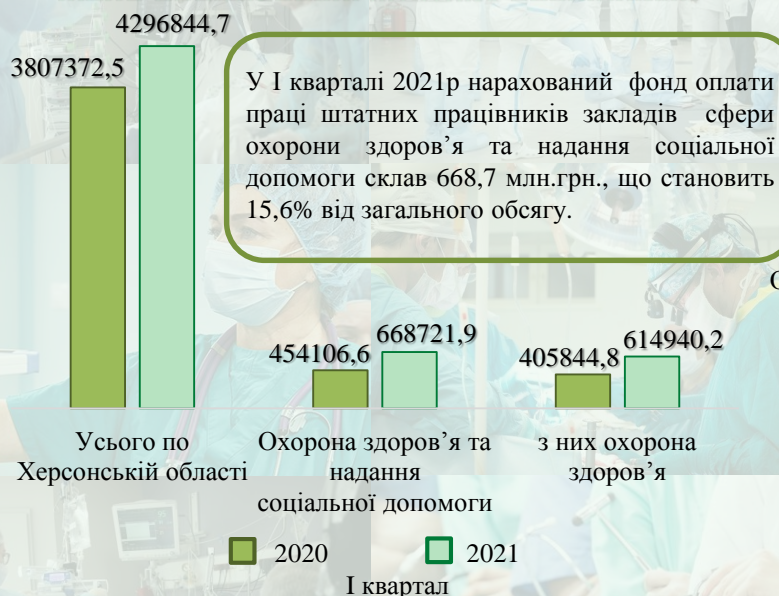 4296844,7
3807372,5
У І кварталі 2021р нарахований фонд оплати
праці штатних працівників закладів сфери
охорони здоров’я та надання соціальної
допомоги склав 668,7 млн.грн., що становить
15,6% від загального обсягу.
О
454106,6
668721,9
405844,8
614940,2
Усього по
Херсонській області
Охорона здоров’я та
надання
соціальної допомоги
з них охорона
здоров’я
2020
2021
І квартал